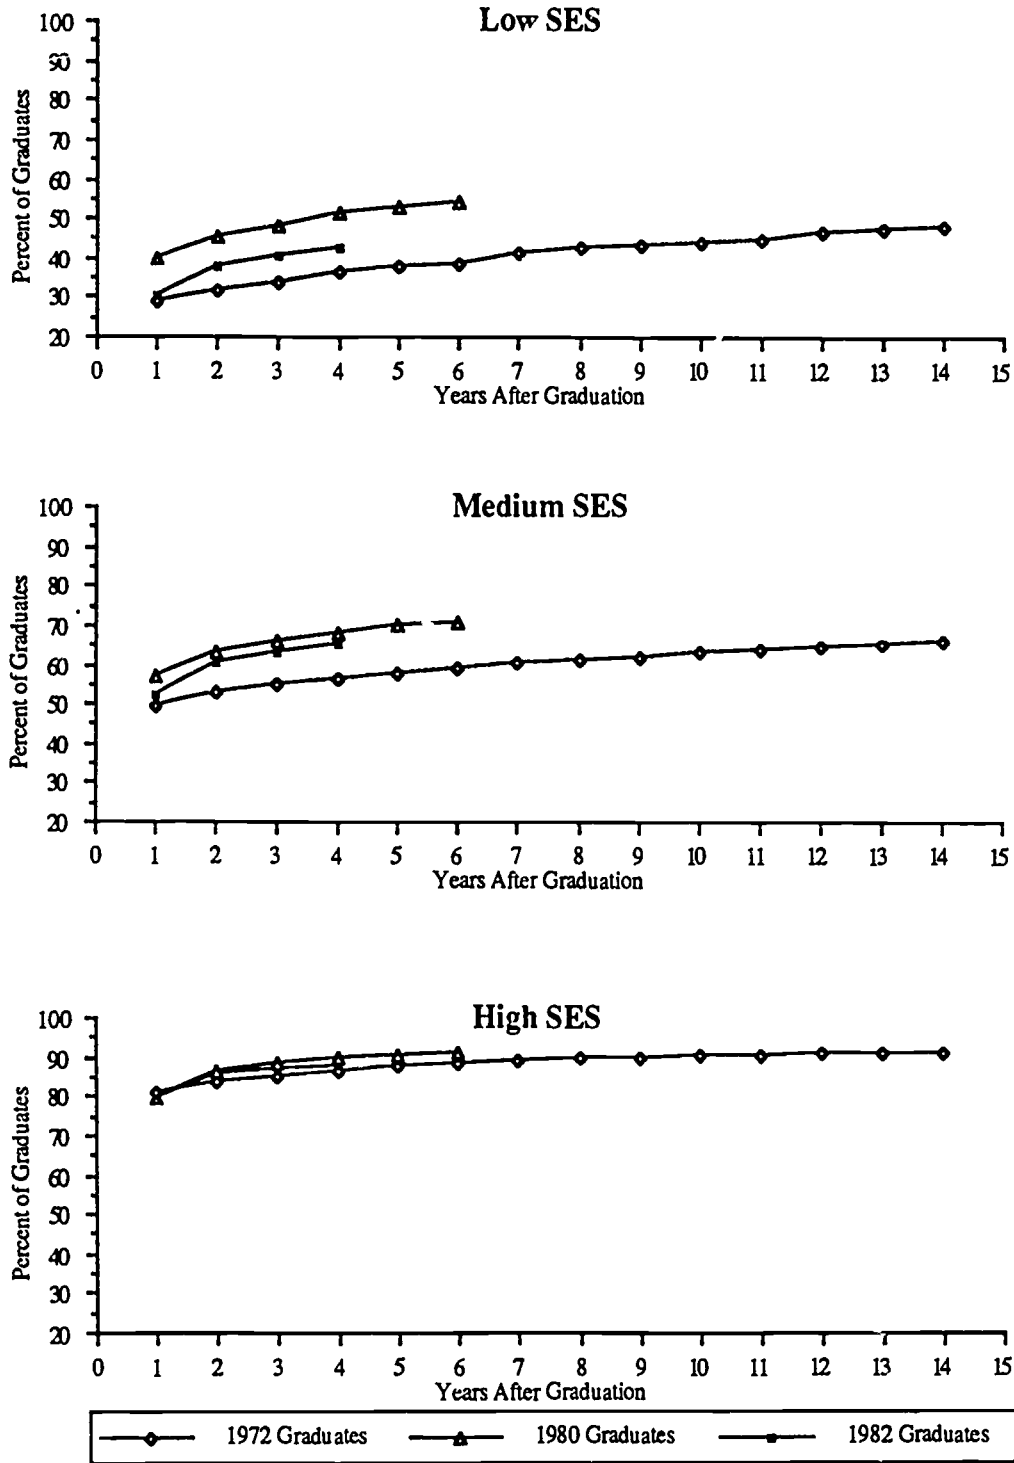 Low SES
Percent of Graduates
100
90
80
70
60
50
40
30
20
0 1 2 3 4 5 6 7 8 9 10 11 12 13 14 15
Years After Graduation
Medium SES
Percent of Graduates
100
90
80
70
60
50
40
30
20
0 1 2 3 4 5 6 7 8 9 10 11 12 13 14 15
Years After Graduation
High SES
Percent of Graduates
100
90
80
70
60
50
40
30
20
0 1 2 3 4 5 6 7 8 9 10 11 12 13 14 15
Years After Graduation
1972 Graduates 1980 Graduates 1982 Graduates